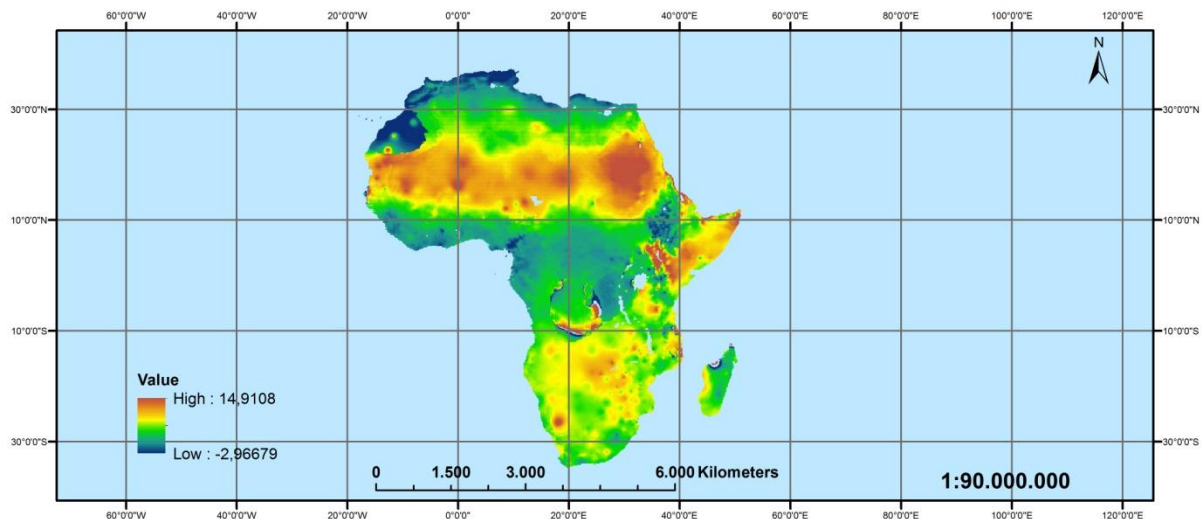 60°0'0"W 40°0'0"W 20°0'0"W 0°0'0" 20°0'0"E 40°0'0"E 60°0'0"E 80°0'0"E 100°0'0"E 120°0'0"E
N
30°0'0"N 30°0'0"N
10°0'0"N 10°0'0"N
10°0'0"S 10°0'0"S
Value
High : 14,9108
Low : -2,96679
30°0'0"S 30°0'0"S
0 1.500 3.000 6.000 Kilometers
1:90.000.000
60°0'0"W 40°0'0"W 20°0'0"W 0°0'0" 20°0'0"E 40°0'0"E 60°0'0"E 80°0'0"E 100°0'0"E 120°0'0"E